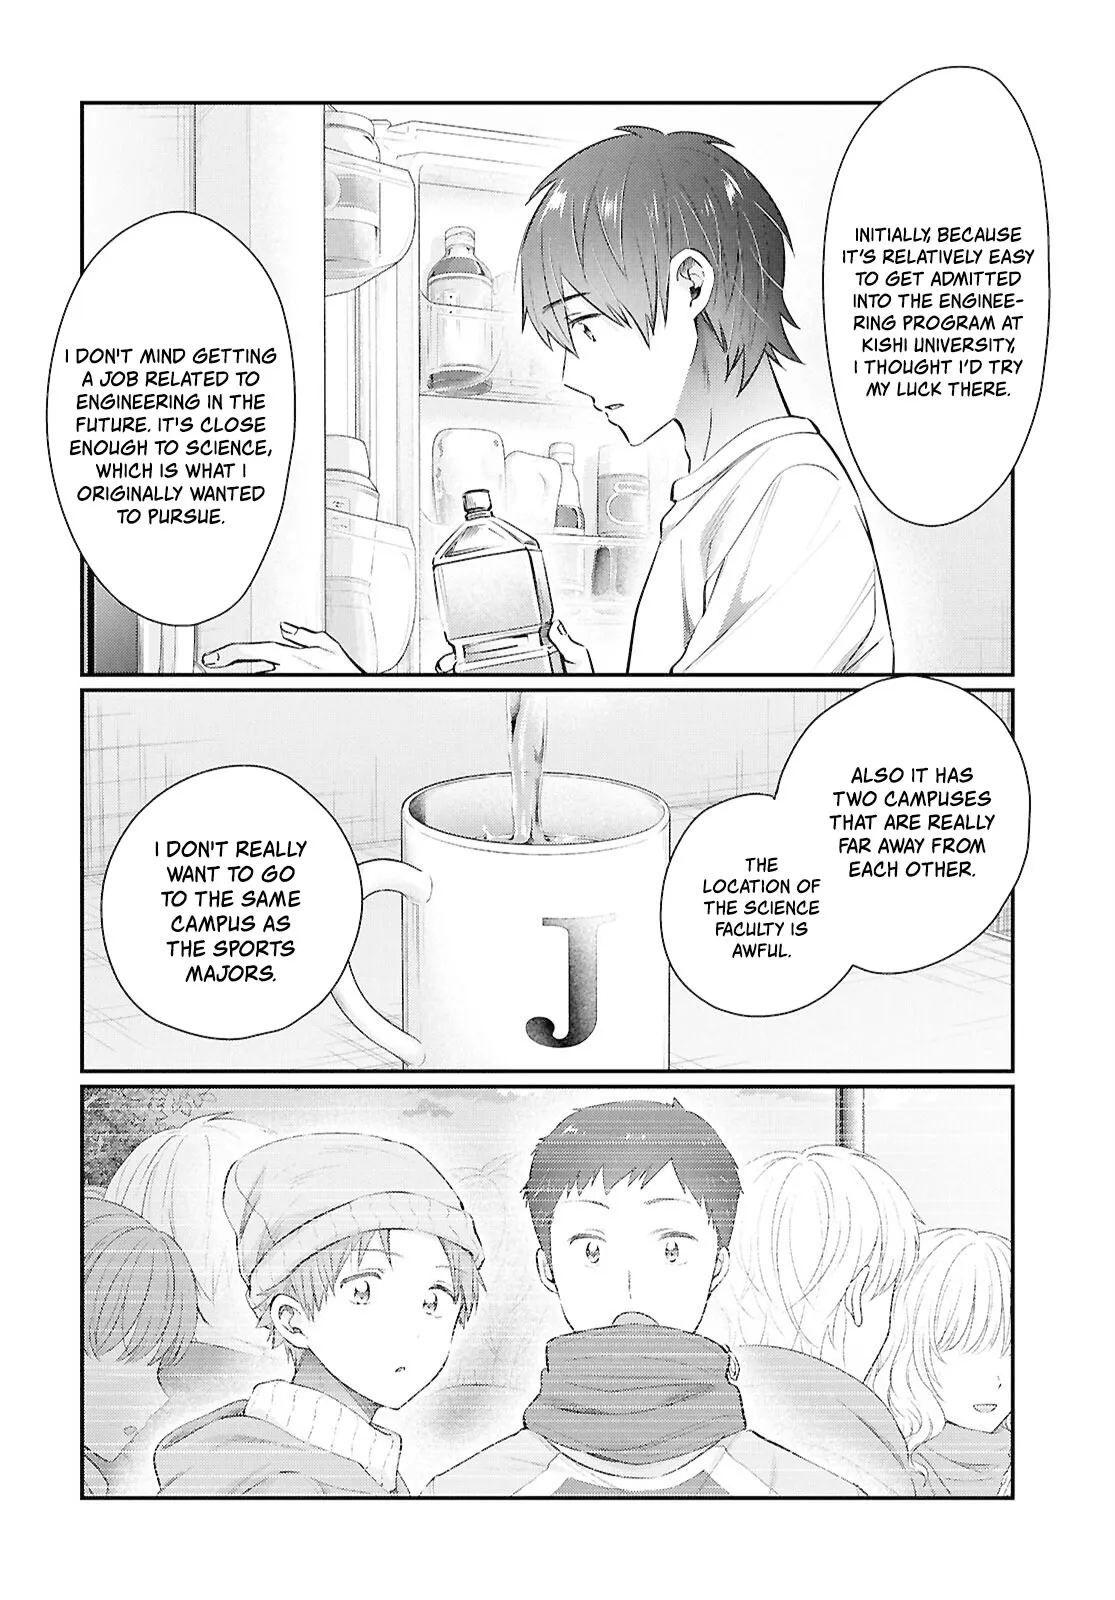 INITIALLY, BECAUSE
IT'S RELATIVELY EASY
TO GET ADMITTED
INTO THE ENGINEE-
RING PROGRAM AT
KISHI UNIVERSITY,
I THOUGHT I'D TRY
MY LUCK THERE.
I DON'T MIND GETTING
A JOB RELATED TO
ENGINEERING IN THE
FUTURE. IT'S CLOSE
ENOUGH TO SCIENCE,
WHICH IS WHAT I
ORIGINALLY WANTED
TO PURSUE.
ALSO IT HAS
TWO CAMPUSES
THAT ARE REALLY
FAR AWAY FROM
EACH OTHER.
THE
LOCATION OF
THE SCIENCE
FACULTY IS
AWFUL.
I DON'T REALLY
WANT TO GO
TO THE SAME
CAMPUS AS
THE SPORTS
MAJORS.
J